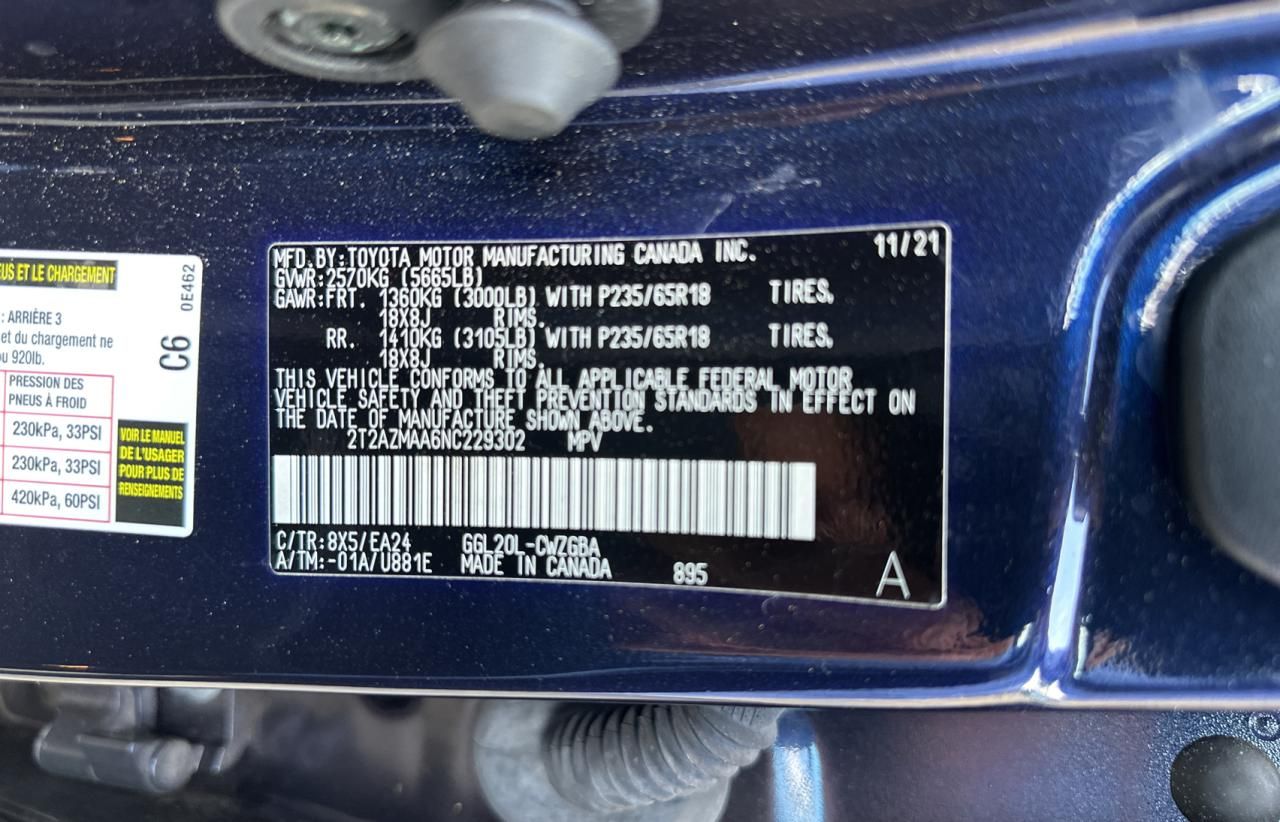 EUS ET LE CHARGEMENT
0E462
: ARRIÈRE 3
et du chargement ne
ou 920lb.
C6
PRESSION DES
PNEUS À FROID
230kPa, 33PSI
230kPa, 33PSI
420kPa, 60PSI
VOIR LE MANUEL
DE L'USAGER
POUR PLUS DE
RENSEIGNEMENTS
MFD.BY:TOYOTA MOTOR MANUFACTURING CANADA INC. 11/21
GVWR:2570KG (5665LB)
GAWR:FRT. 1360KG (3000LB) WITH P235/65R18 TIRES,
18X8J RIMS.
RR. 1410KG (3105LB) WITH P235/65R18 TIRES,
18X8J RIMS.
THIS VEHICLE CONFORMS TO ALL APPLICABLE FEDERAL MOTOR
VEHICLE SAFETY AND THEFT PREVENTION STANDARDS IN EFFECT ON
THE DATE OF MANUFACTURE SHOWN ABOVE.
2T2AZMAA6NC229302 MPV
C/TR:8X5/EA24 GGL20L-CWZGBA
A/TM:-01A/U881E MADE IN CANADA 895 A